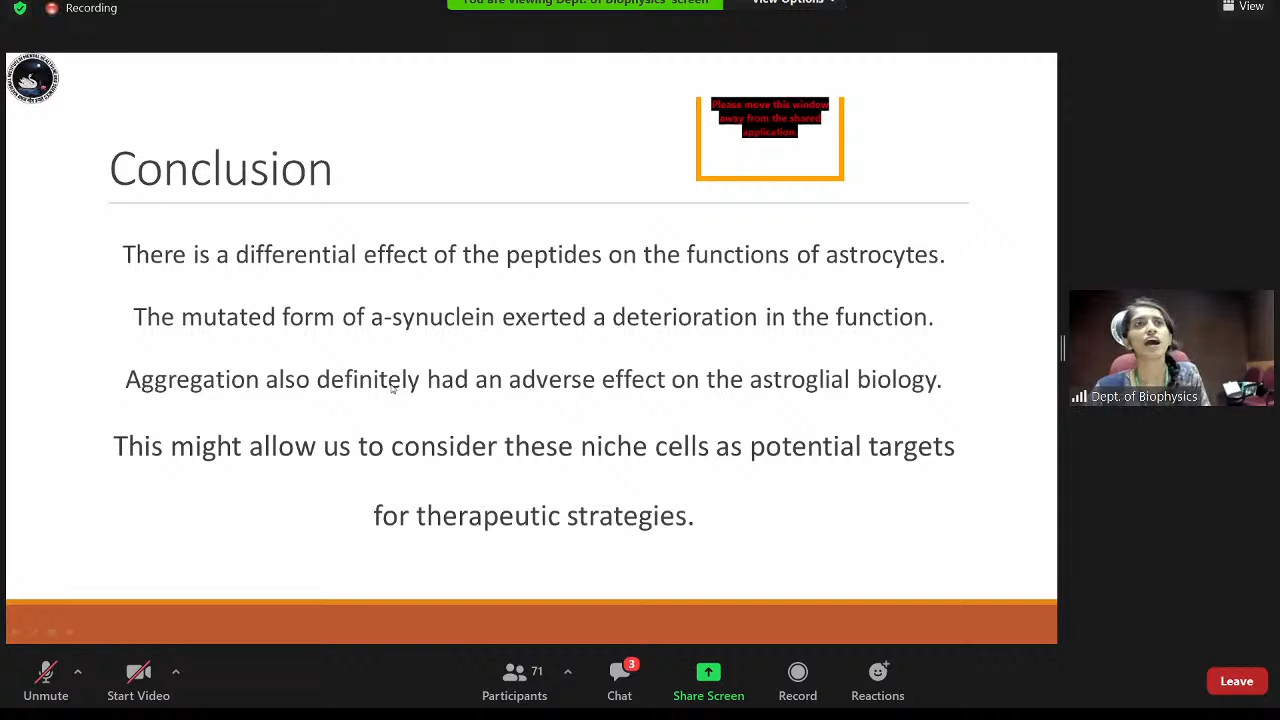 Recording
You are viewing Dept. of Biophysics' screen
View Options
View
Please move this window
away from the shared
application.
Conclusion
There is a differential effect of the peptides on the functions of astrocytes.
The mutated form of a-synuclein exerted a deterioration in the function.
Aggregation also definitely had an adverse effect on the astroglial biology.
This might allow us to consider these niche cells as potential targets
for therapeutic strategies.
Dept. of Biophysics
Unmute
Start Video
71
Participants
3
Chat
Share Screen
Record
Reactions
Leave